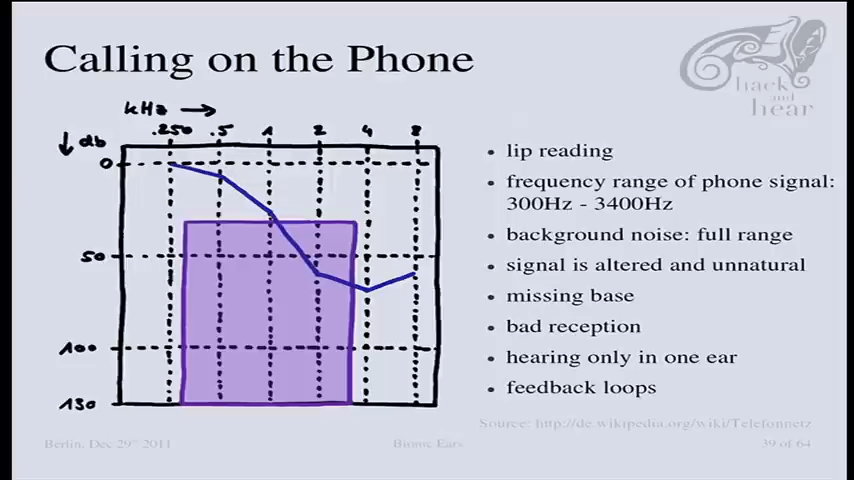 Calling on the Phone
hack
and
hear
kHz
.250 .5 1 2 4 8
db
0
50
100
130
lip reading
frequency range of phone signal:
300Hz - 3400Hz
background noise: full range
signal is altered and unnatural
missing base
bad reception
hearing only in one ear
feedback loops
Source: http://de.wikipedia.org/wiki/Telefonnetz
Berlin, Dec 29th 2011
Bionic Ears
39 of 64